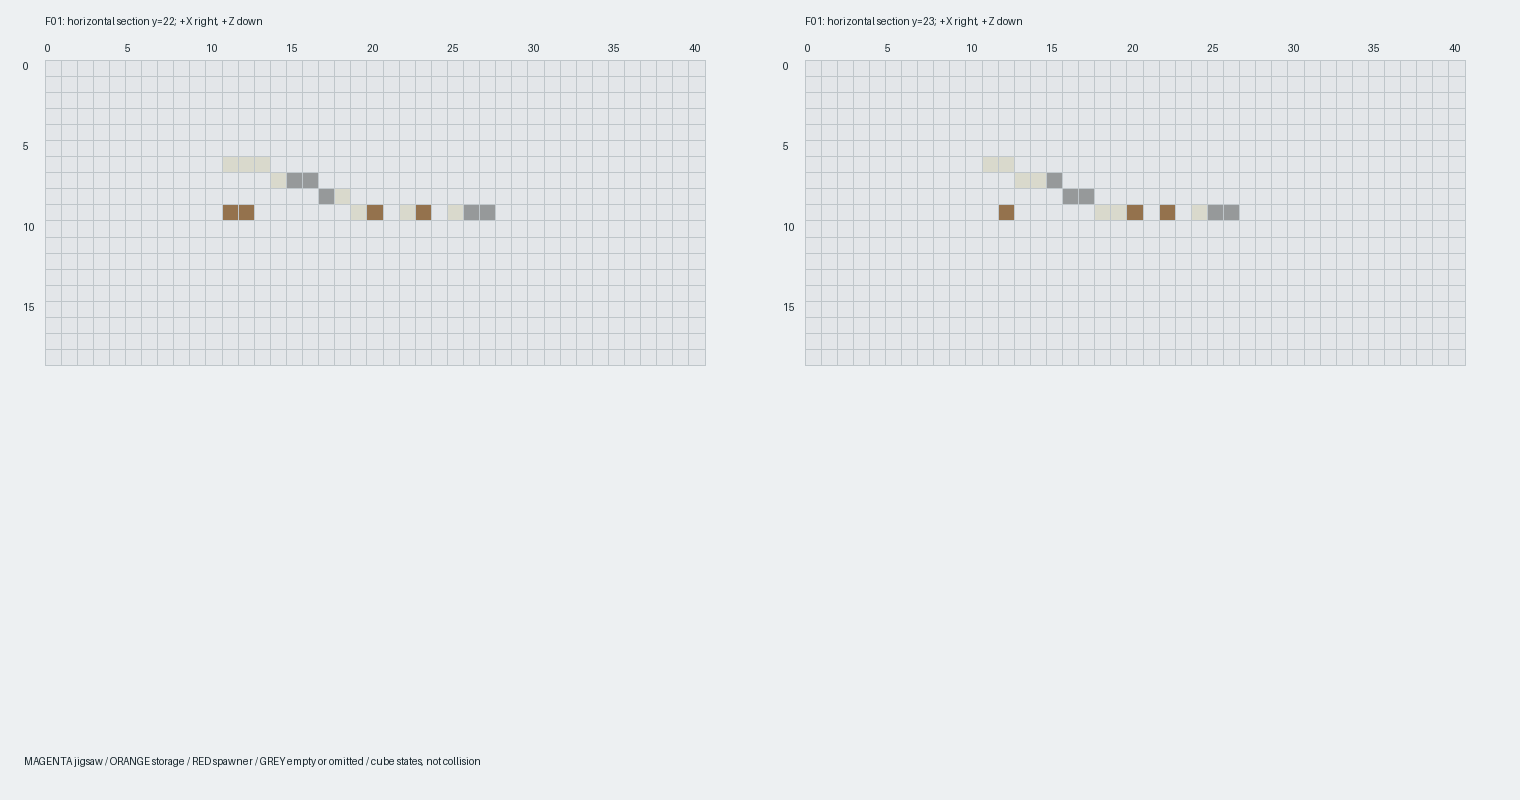 F01: horizontal section y=22; +X right, +Z down
F01: horizontal section y=23; +X right, +Z down
0 5 10 15 20 25 30 35 40
0 5 10 15 20 25 30 35 40
0
0
5
5
10
10
15
15
MAGENTA jigsaw / ORANGE storage / RED spawner / GREY empty or omitted / cube states, not collision